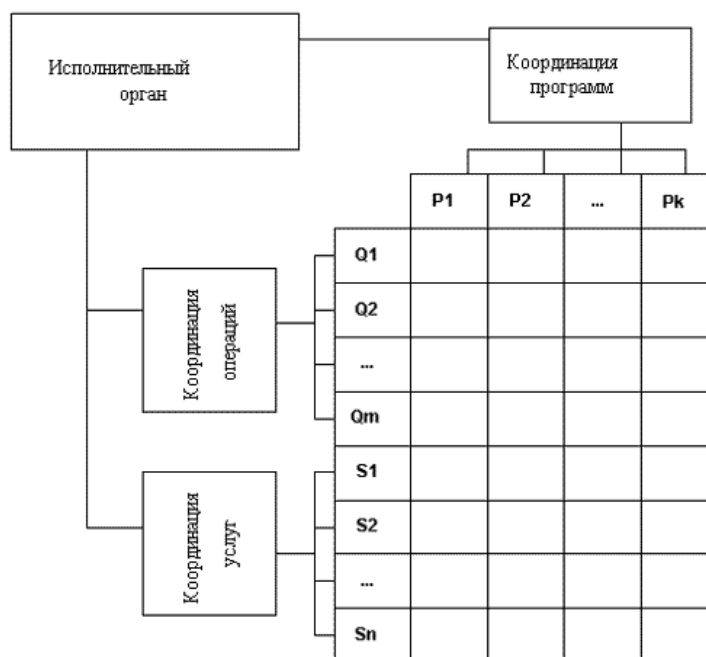 Исполнительный
орган
Координация
программ
P1 P2 ... Pk
Координация
операций
Q1
Q2
...
Qm
Координация
услуг
S1
S2
...
Sn